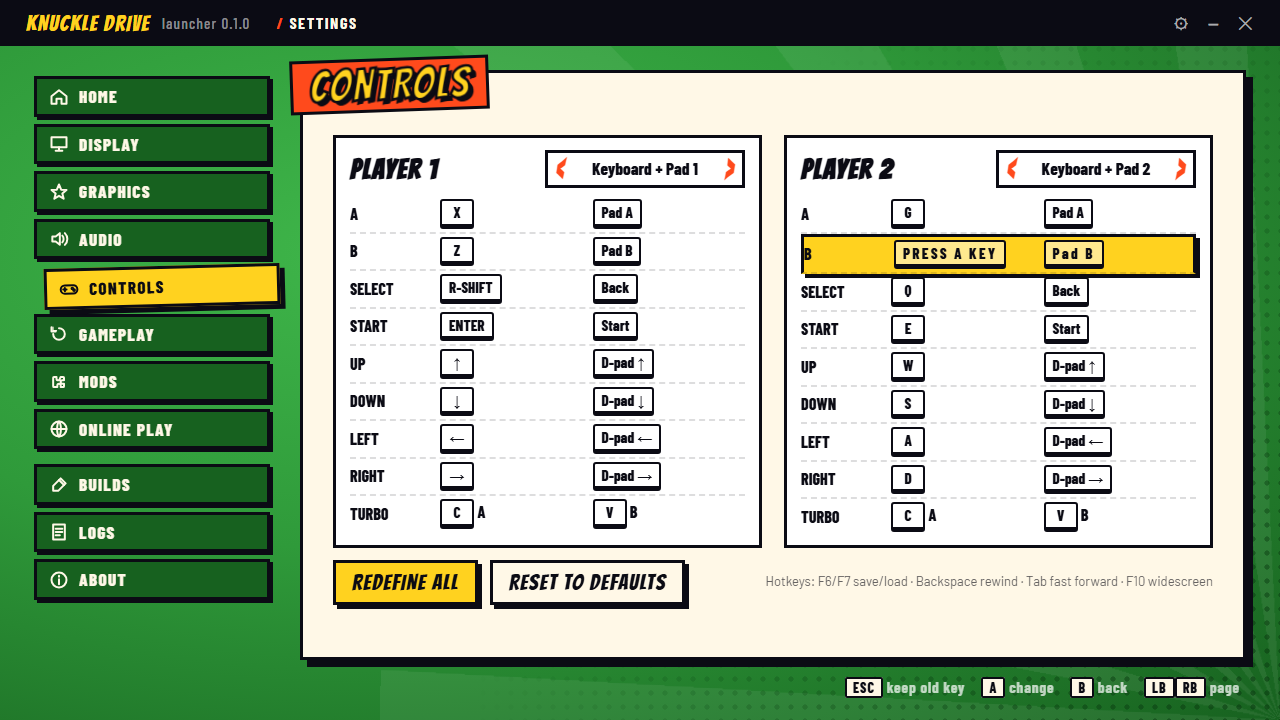 KNUCKLE DRIVE launcher 0.1.0 / SETTINGS
CONTROLS
HOME
DISPLAY
GRAPHICS
AUDIO
CONTROLS
GAMEPLAY
MODS
ONLINE PLAY
BUILDS
LOGS
ABOUT
PLAYER 1 Keyboard + Pad 1
A X Pad A
B Z Pad B
SELECT R-SHIFT Back
START ENTER Start
UP ↑ D-pad ↑
DOWN ↓ D-pad ↓
LEFT ← D-pad ←
RIGHT → D-pad →
TURBO C A V B
PLAYER 2 Keyboard + Pad 2
A G Pad A
B PRESS A KEY Pad B
SELECT Q Back
START E Start
UP W D-pad ↑
DOWN S D-pad ↓
LEFT A D-pad ←
RIGHT D D-pad →
TURBO C A V B
REDEFINE ALL RESET TO DEFAULTS Hotkeys: F6/F7 save/load · Backspace rewind · Tab fast forward · F10 widescreen
ESC keep old key A change B back LB RB page